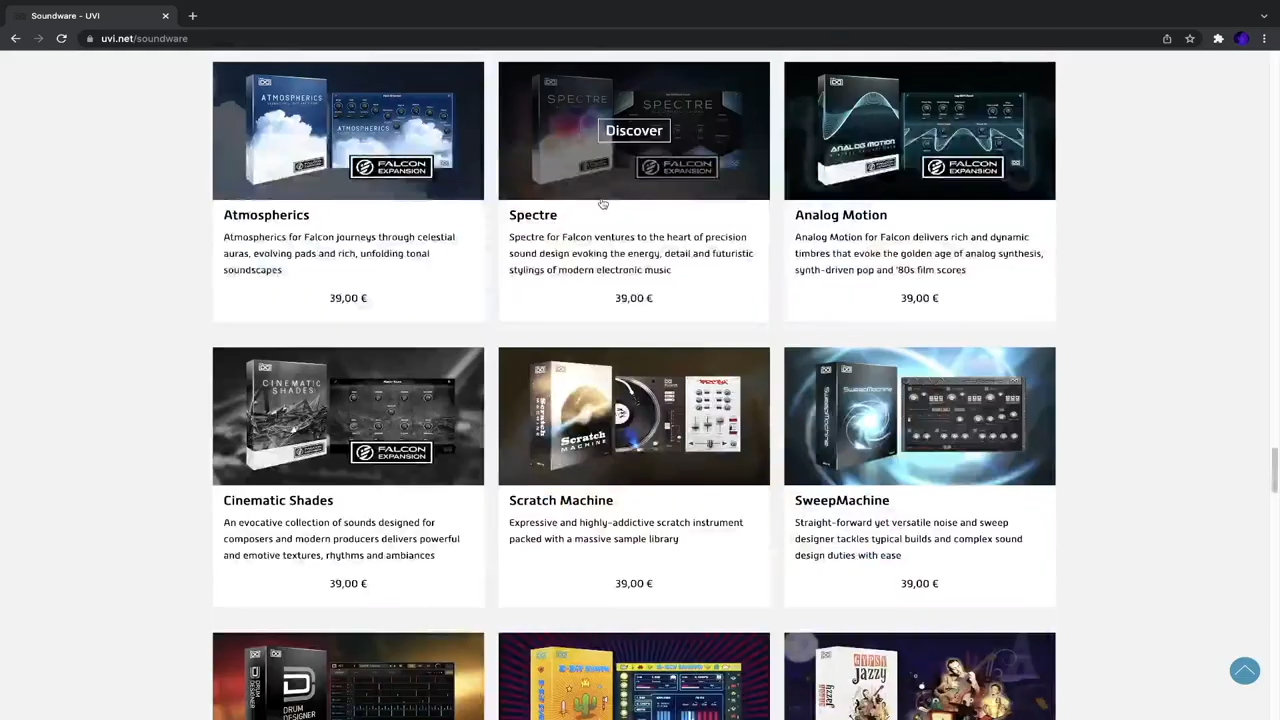 Soundware - UVI
uvi.net/soundware
ATMOSPHERICS
ATMOSPHERICS
FALCON
EXPANSION
SPECTRE
SPECTRE
Discover
FALCON
EXPANSION
ANALOG MOTION
FALCON
EXPANSION
Atmospherics
Atmospherics for Falcon journeys through celestial
auras, evolving pads and rich, unfolding tonal
soundscapes
39,00 €
Spectre
Spectre for Falcon ventures to the heart of precision
sound design evoking the energy, detail and futuristic
stylings of modern electronic music
39,00 €
Analog Motion
Analog Motion for Falcon delivers rich and dynamic
timbres that evoke the golden age of analog synthesis,
synth-driven pop and '80s film scores
39,00 €
CINEMATIC
SHADES
FALCON
EXPANSION
Scratch
MACHINE
SweepMachine
Cinematic Shades
An evocative collection of sounds designed for
composers and modern producers delivers powerful
and emotive textures, rhythms and ambiances
39,00 €
Scratch Machine
Expressive and highly-addictive scratch instrument
packed with a massive sample library
39,00 €
SweepMachine
Straight-forward yet versatile noise and sweep
designer tackles typical builds and complex sound
design duties with ease
39,00 €
DRUM
DESIGNER
GYPSY
JAZZY